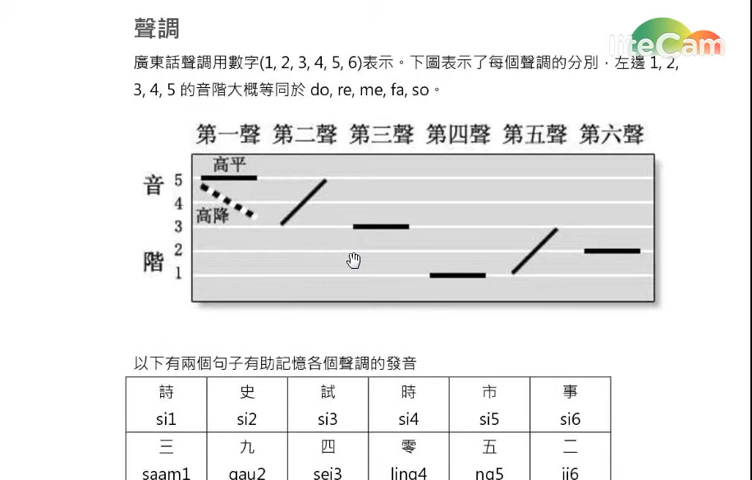 聲調
liteCam
廣東話聲調用數字(1, 2, 3, 4, 5, 6)表示。下圖表示了每個聲調的分別，左邊 1, 2,
3, 4, 5 的音階大概等同於 do, re, me, fa, so。
第一聲 第二聲 第三聲 第四聲 第五聲 第六聲
高平
音 5
4
高降
3
階 2
1
以下有兩個句子有助記憶各個聲調的發音
詩 史 試 時 市 事
si1 si2 si3 si4 si5 si6
三 九 四 零 五 二
saam1 gau2 sei3 ling4 ng5 ji6